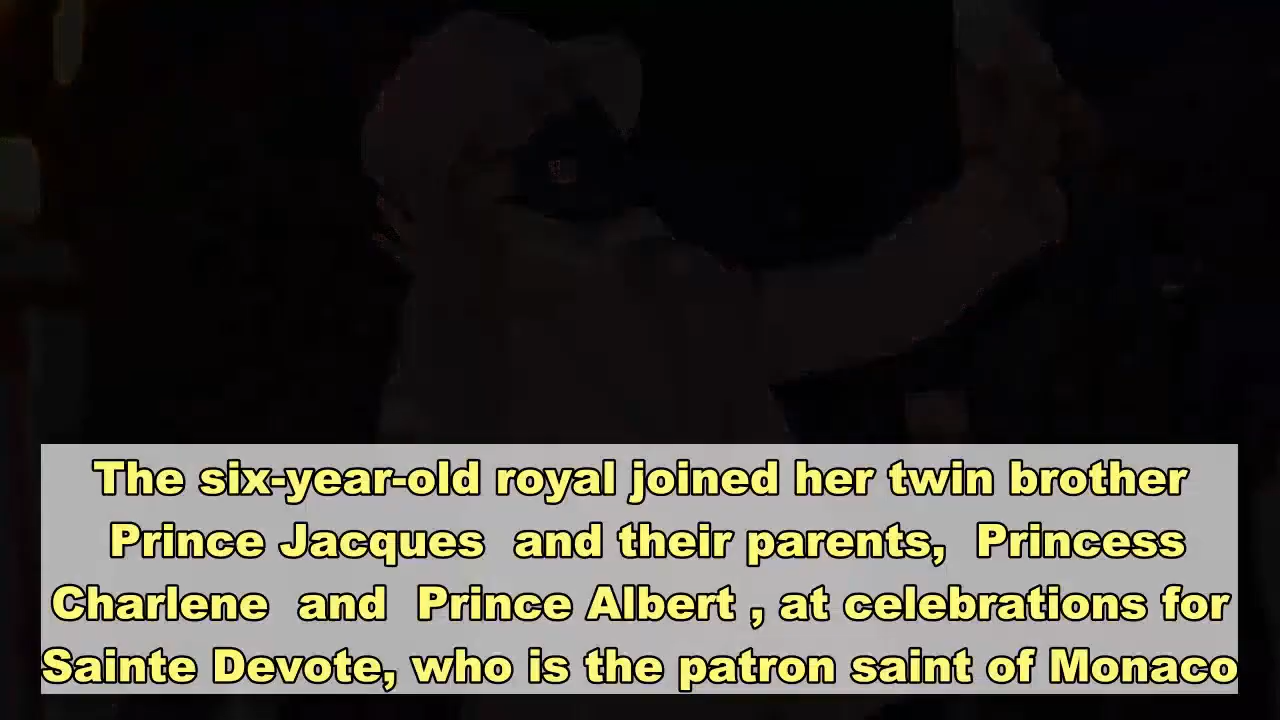 The six-year-old royal joined her twin brother
Prince Jacques and their parents, Princess
Charlene and Prince Albert , at celebrations for
Sainte Devote, who is the patron saint of Monaco